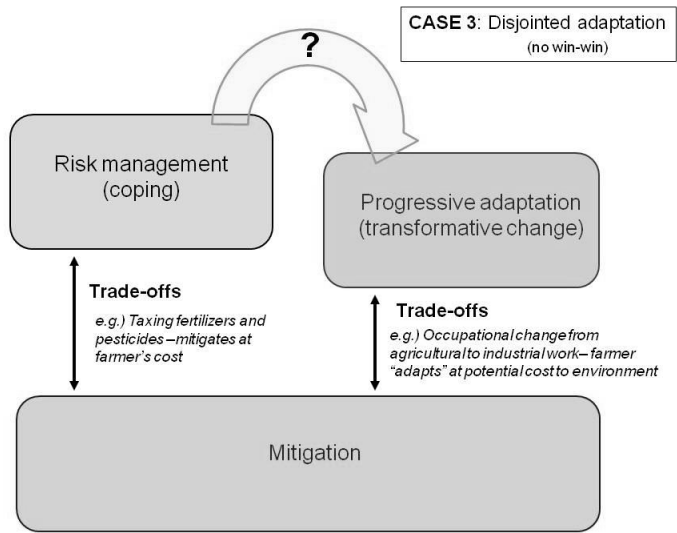 CASE 3: Disjointed adaptation
(no win-win)
?
Risk management
(coping)
Progressive adaptation
(transformative change)
Trade-offs
e.g.) Taxing fertilizers and
pesticides–mitigates at
farmer's cost
Trade-offs
e.g.) Occupational change from
agricultural to industrial work–farmer
“adapts” at potential cost to environment
Mitigation